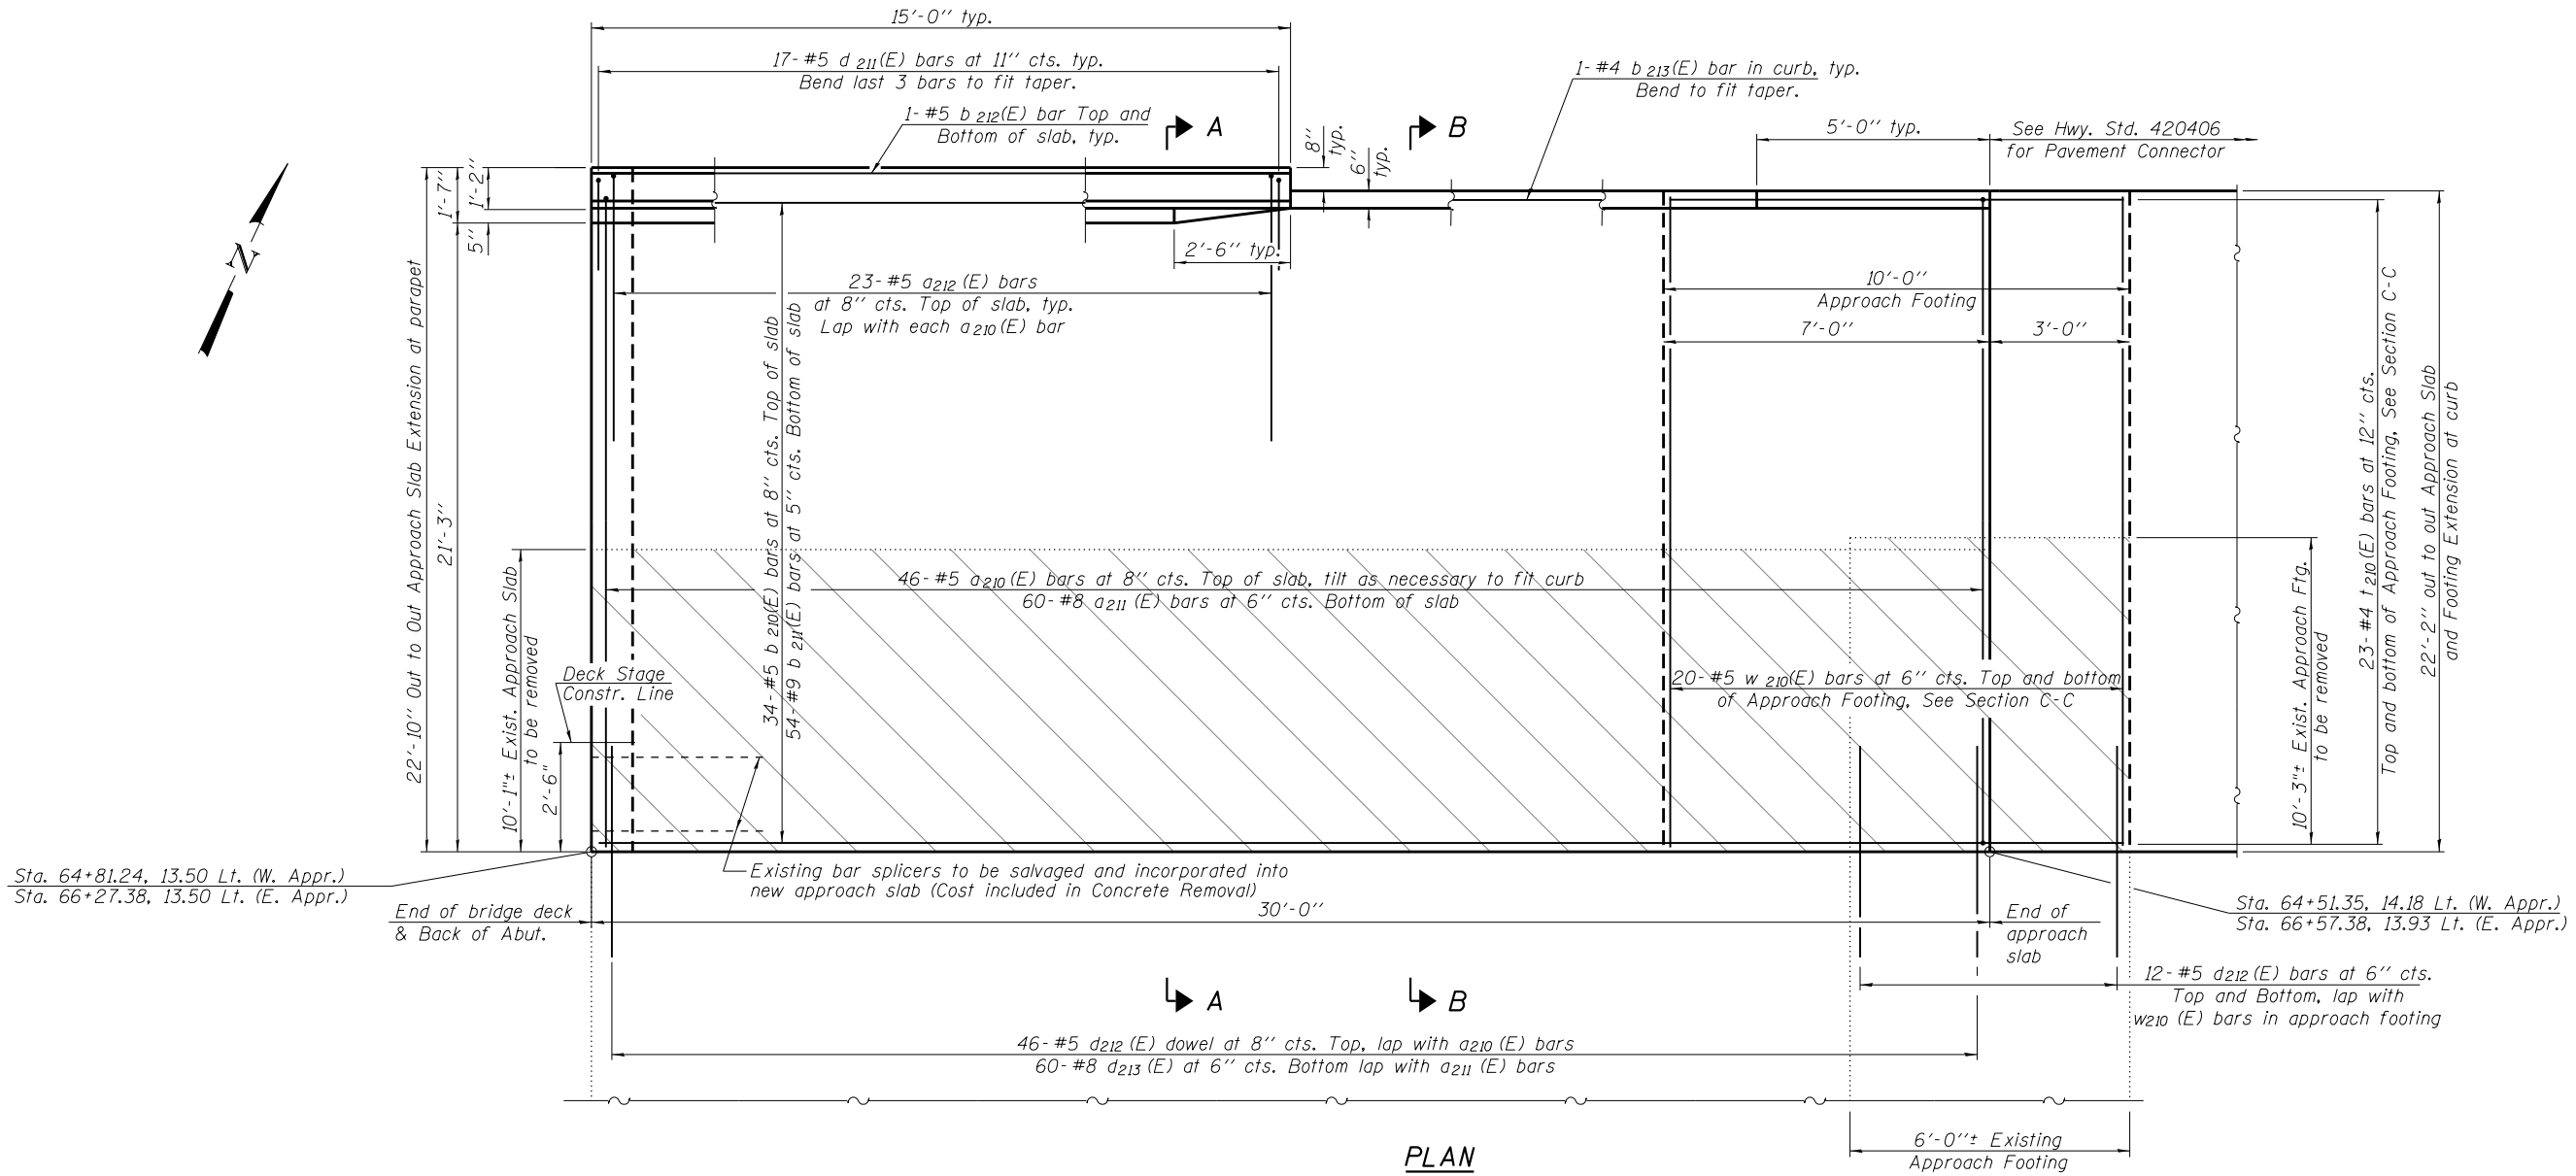 15'-0'' typ.
17-#5 d 211(E) bars at 11'' cts. typ.
Bend last 3 bars to fit taper.
1-#5 b 212(E) bar Top and
Bottom of slab, typ.
A
B
8''
typ.
6''
typ.
1-#4 b 213(E) bar in curb, typ.
Bend to fit taper.
5'-0'' typ.
See Hwy. Std. 420406
for Pavement Connector
N
1'-7''
1'-2''
5''
2'-6'' typ.
23-#5 a212 (E) bars
at 8'' cts. Top of slab, typ.
Lap with each a 210 (E) bar
10'-0''
Approach Footing
7'-0''
3'-0''
22'-10'' Out to Out Approach Slab Extension at parapet
21'-3''
10'-1"± Exist. Approach Slab
to be removed
2'-6"
Deck Stage
Constr. Line
34-#5 b 210(E) bars at 8'' cts. Top of slab
54-#9 b 211(E) bars at 5'' cts. Bottom of slab
46-#5 a 210 (E) bars at 8'' cts. Top of slab, tilt as necessary to fit curb
60-#8 a211 (E) bars at 6'' cts. Bottom of slab
20-#5 w 210(E) bars at 6'' cts. Top and bottom
of Approach Footing, See Section C-C
10'-3"± Exist. Approach Ftg.
to be removed
23-#4 t 210(E) bars at 12'' cts.
Top and bottom of Approach Footing, See Section C-C
22'-2'' out to out Approach Slab
and Footing Extension at curb
Existing bar splicers to be salvaged and incorporated into
new approach slab (Cost included in Concrete Removal)
Sta. 64+81.24, 13.50 Lt. (W. Appr.)
Sta. 66+27.38, 13.50 Lt. (E. Appr.)
End of bridge deck
& Back of Abut.
30'-0''
End of
approach
slab
Sta. 64+51.35, 14.18 Lt. (W. Appr.)
Sta. 66+57.38, 13.93 Lt. (E. Appr.)
12-#5 d212 (E) bars at 6'' cts.
Top and Bottom, lap with
w210 (E) bars in approach footing
A
B
46-#5 d212 (E) dowel at 8'' cts. Top, lap with a210 (E) bars
60-#8 d213 (E) at 6'' cts. Bottom lap with a211 (E) bars
6'-0''± Existing
Approach Footing
PLAN